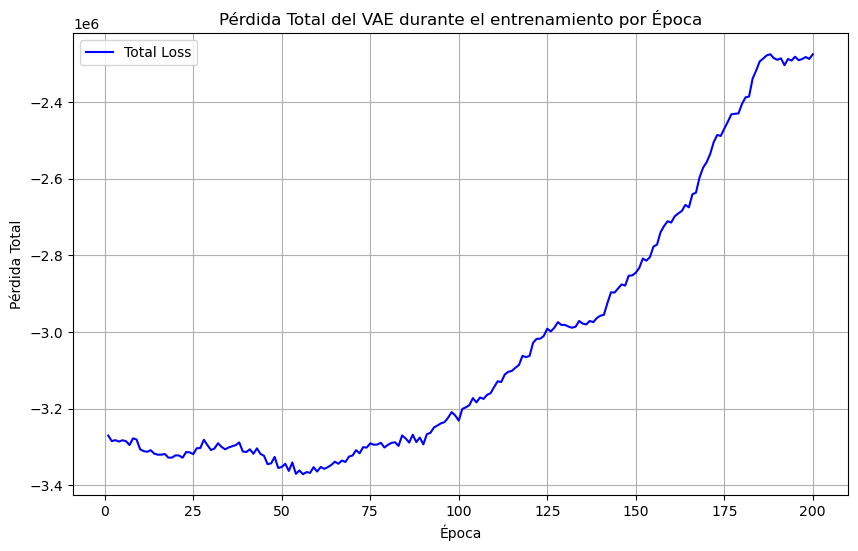 Pérdida Total del VAE durante el entrenamiento por Época
1e6
Total Loss
−2.4
−2.6
−2.8
−3.0
−3.2
−3.4
Pérdida Total
0 25 50 75 100 125 150 175 200
Época